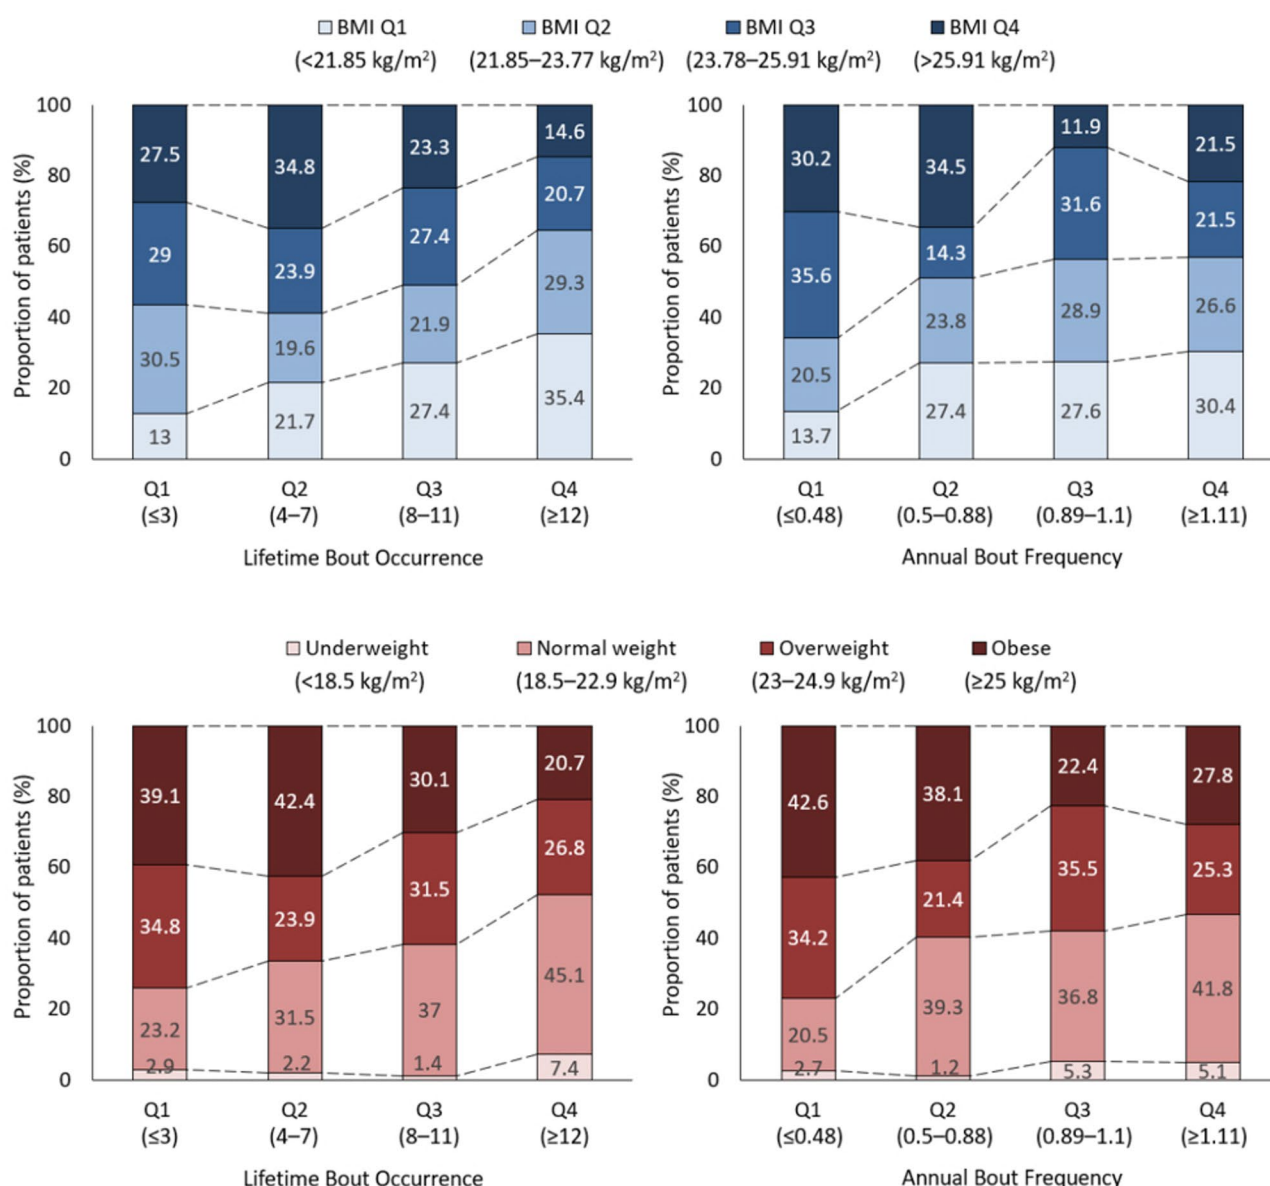 BMI Q1 BMI Q2 BMI Q3 BMI Q4
(<21.85 kg/m²) (21.85–23.77 kg/m²) (23.78–25.91 kg/m²) (>25.91 kg/m²)
Proportion of patients (%)
100
80
60
40
20
0
27.5 34.8 23.3 14.6
29 23.9 27.4 20.7
30.5 19.6 21.9 29.3
13 21.7 27.4 35.4
Q1 Q2 Q3 Q4
(≤3) (4–7) (8–11) (≥12)
Lifetime Bout Occurrence
Proportion of patients (%)
100
80
60
40
20
0
30.2 34.5 11.9 21.5
35.6 14.3 31.6 21.5
20.5 23.8 28.9 26.6
13.7 27.4 27.6 30.4
Q1 Q2 Q3 Q4
(≤0.48) (0.5–0.88) (0.89–1.1) (≥1.11)
Annual Bout Frequency
Underweight Normal weight Overweight Obese
(<18.5 kg/m²) (18.5–22.9 kg/m²) (23–24.9 kg/m²) (≥25 kg/m²)
Proportion of patients (%)
100
80
60
40
20
0
39.1 42.4 30.1 20.7
34.8 23.9 31.5 26.8
23.2 31.5 37 45.1
2.9 2.2 1.4 7.4
Q1 Q2 Q3 Q4
(≤3) (4–7) (8–11) (≥12)
Lifetime Bout Occurrence
Proportion of patients (%)
100
80
60
40
20
0
42.6 38.1 22.4 27.8
34.2 21.4 35.5 25.3
20.5 39.3 36.8 41.8
2.7 1.2 5.3 5.1
Q1 Q2 Q3 Q4
(≤0.48) (0.5–0.88) (0.89–1.1) (≥1.11)
Annual Bout Frequency